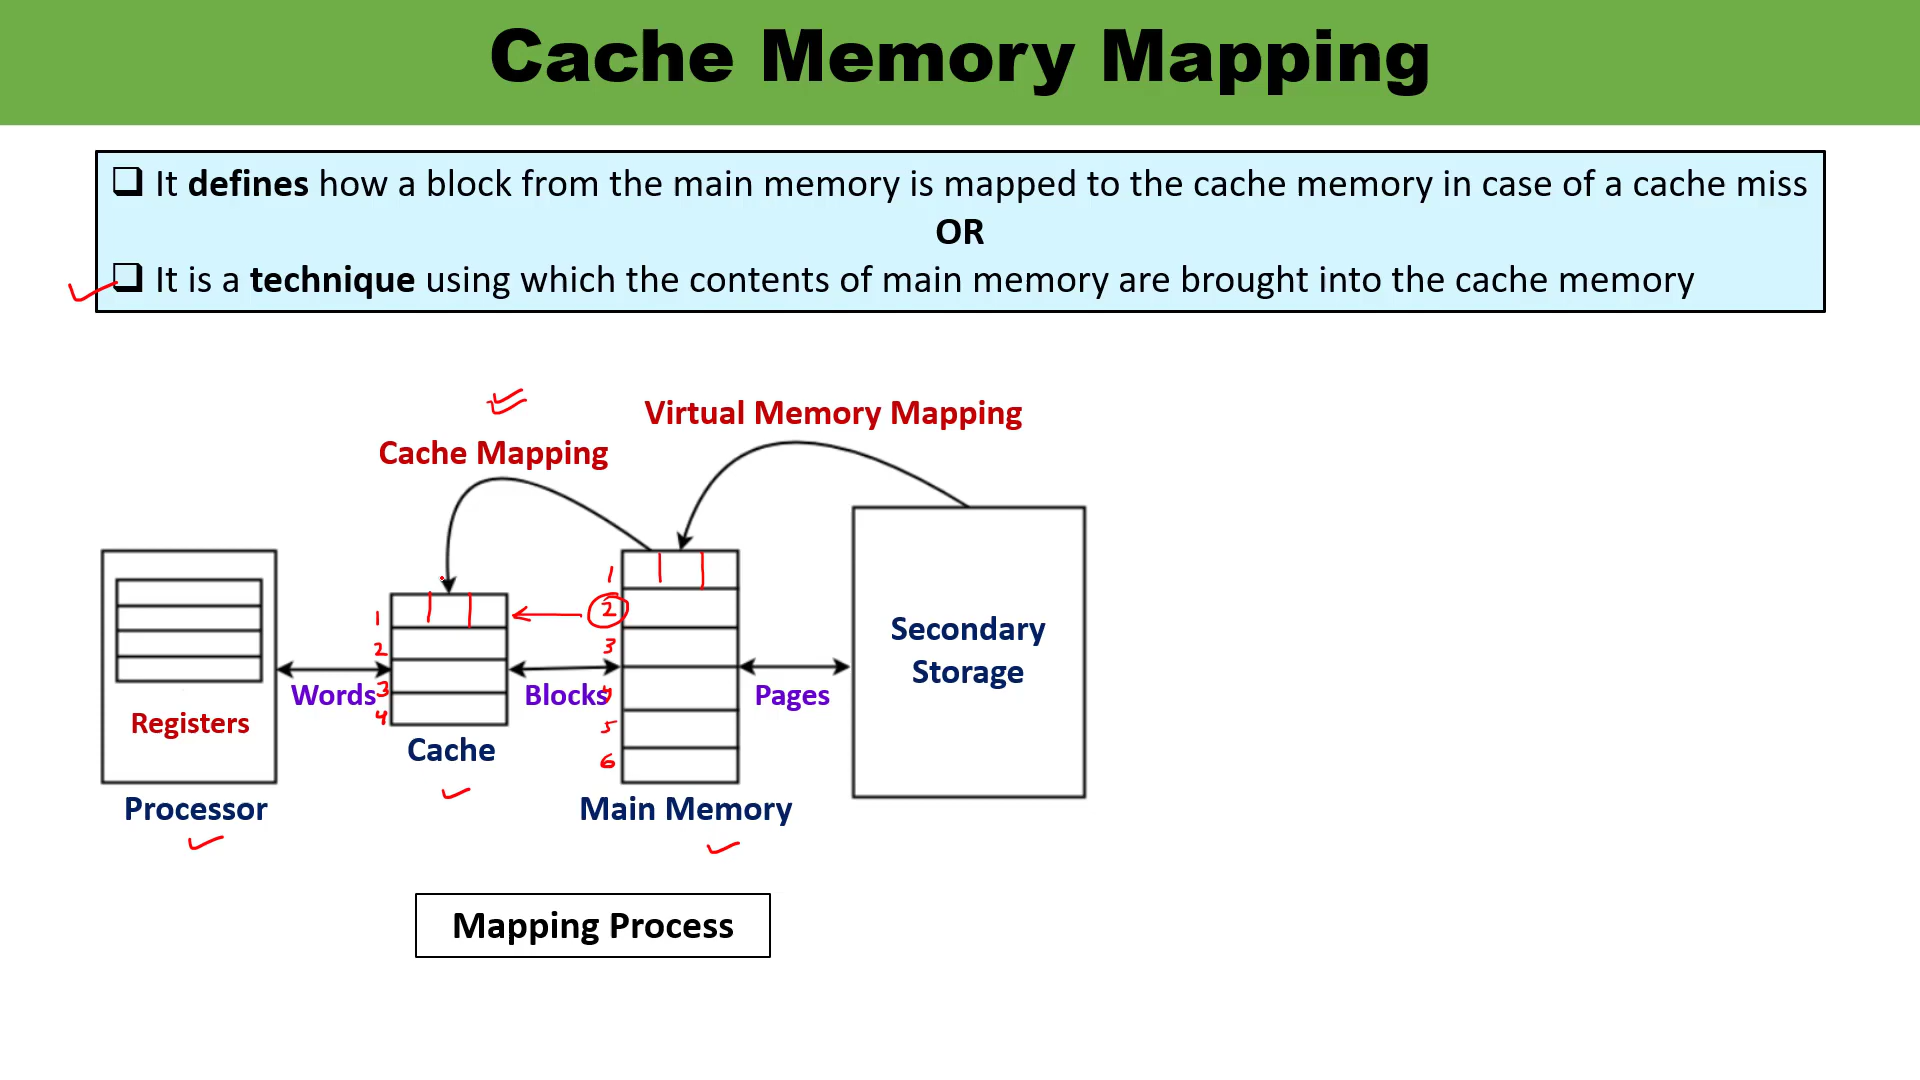 Cache Memory Mapping
It defines how a block from the main memory is mapped to the cache memory in case of a cache miss
OR
It is a technique using which the contents of main memory are brought into the cache memory
Virtual Memory Mapping
Cache Mapping
1
2
3
4
1
2
3
4
5
6
Secondary
Storage
Words
Blocks
Pages
Registers
Cache
Processor
Main Memory
Mapping Process